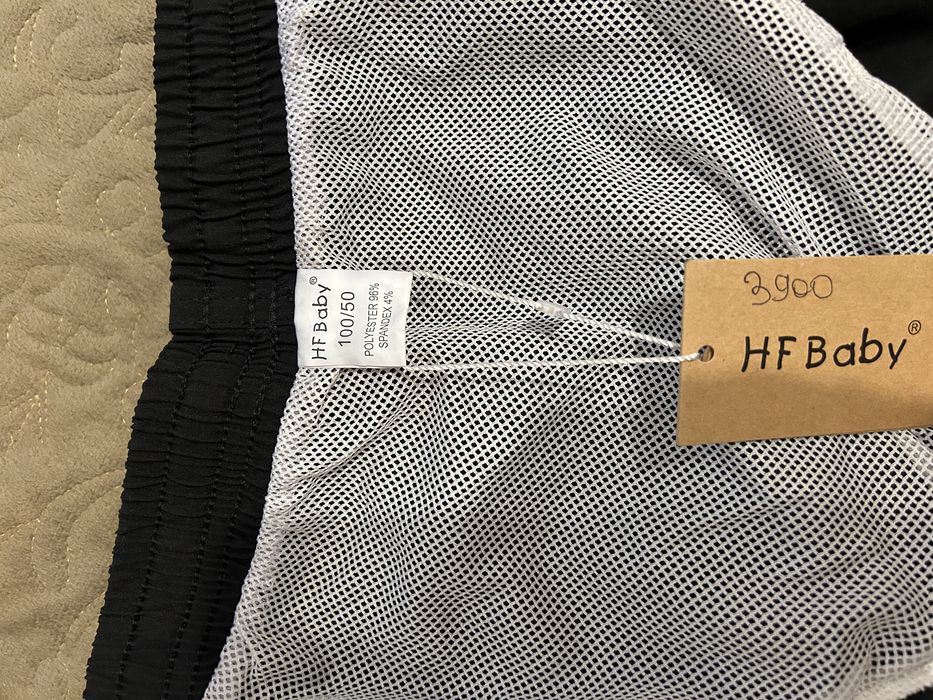 HF Baby®
100/50
POLYESTER 96%
SPANDEX 4%
3900
HF Baby®